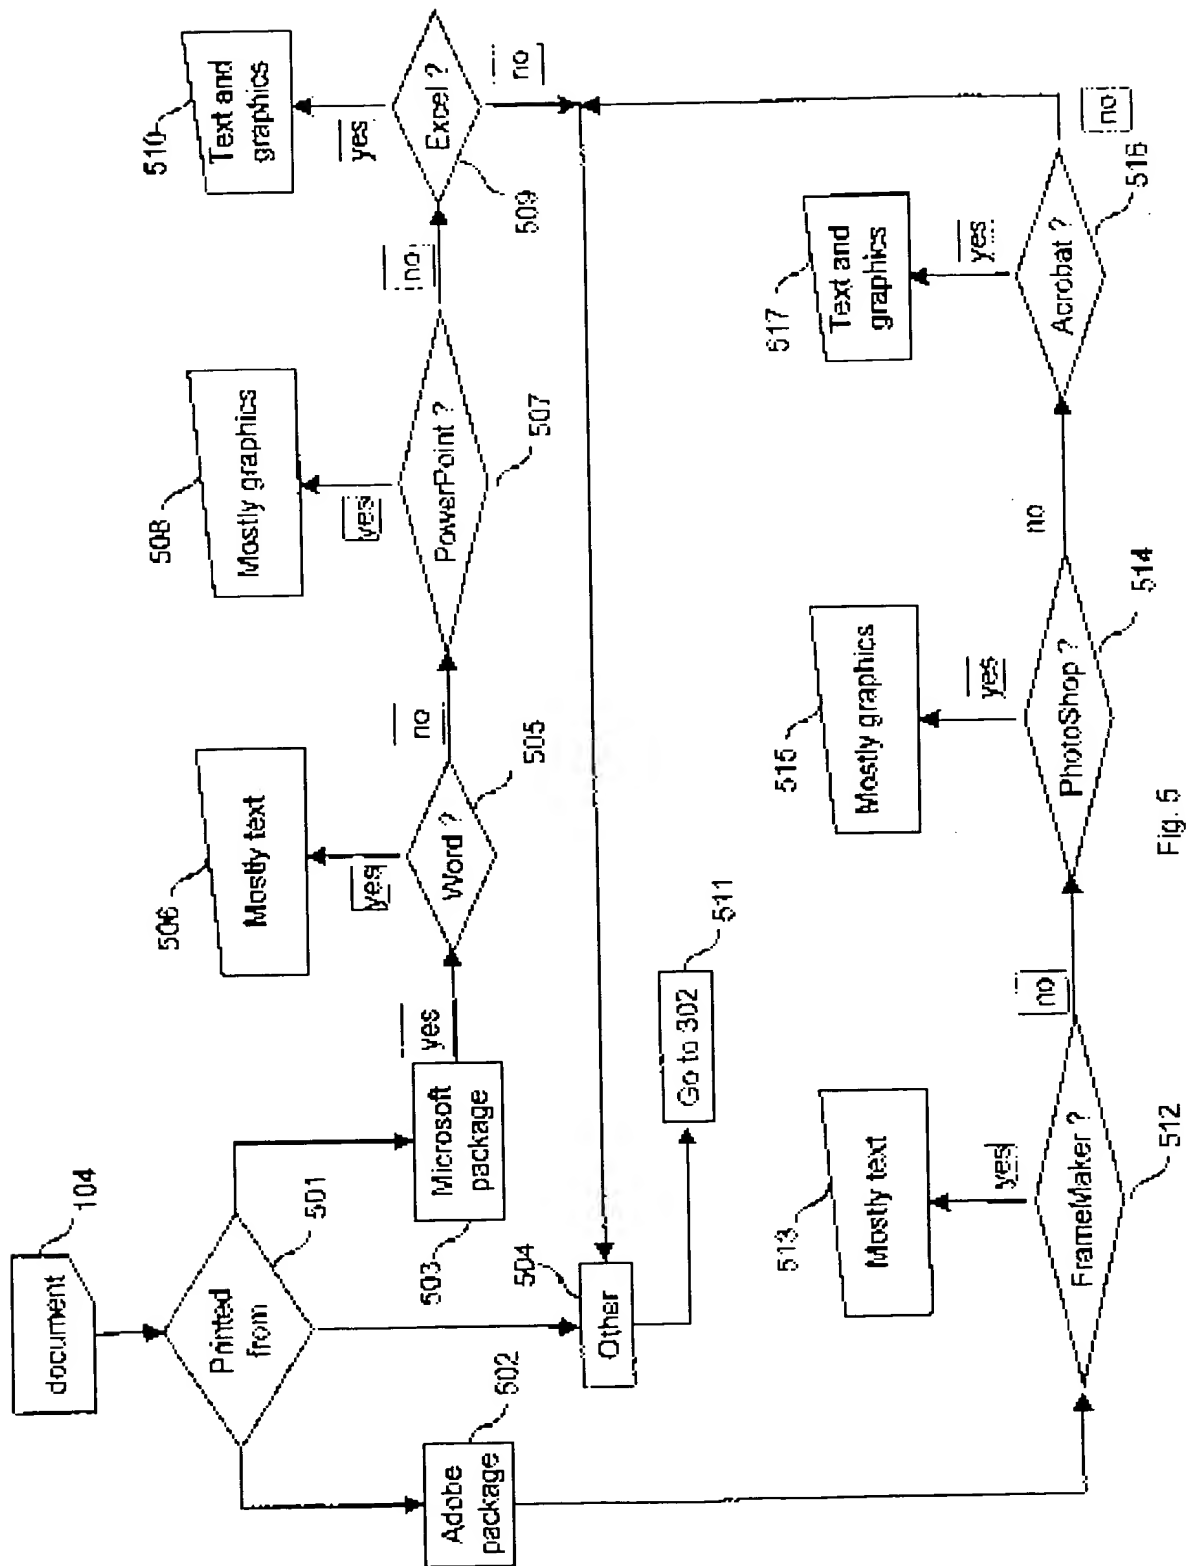 document
104
Printed
from
501
Adobe
package
502
Microsoft
package
503
yes
Other
504
Go to 302
511
Word ?
505
yes
Mostly text
506
no
PowerPoint ?
507
yes
Mostly graphics
508
no
Excel ?
509
yes
Text and
graphics
510
no
FrameMaker ?
512
yes
Mostly text
513
no
PhotoShop ?
514
yes
Mostly graphics
515
no
Acrobat ?
516
yes
Text and
graphics
517
no
Fig. 5